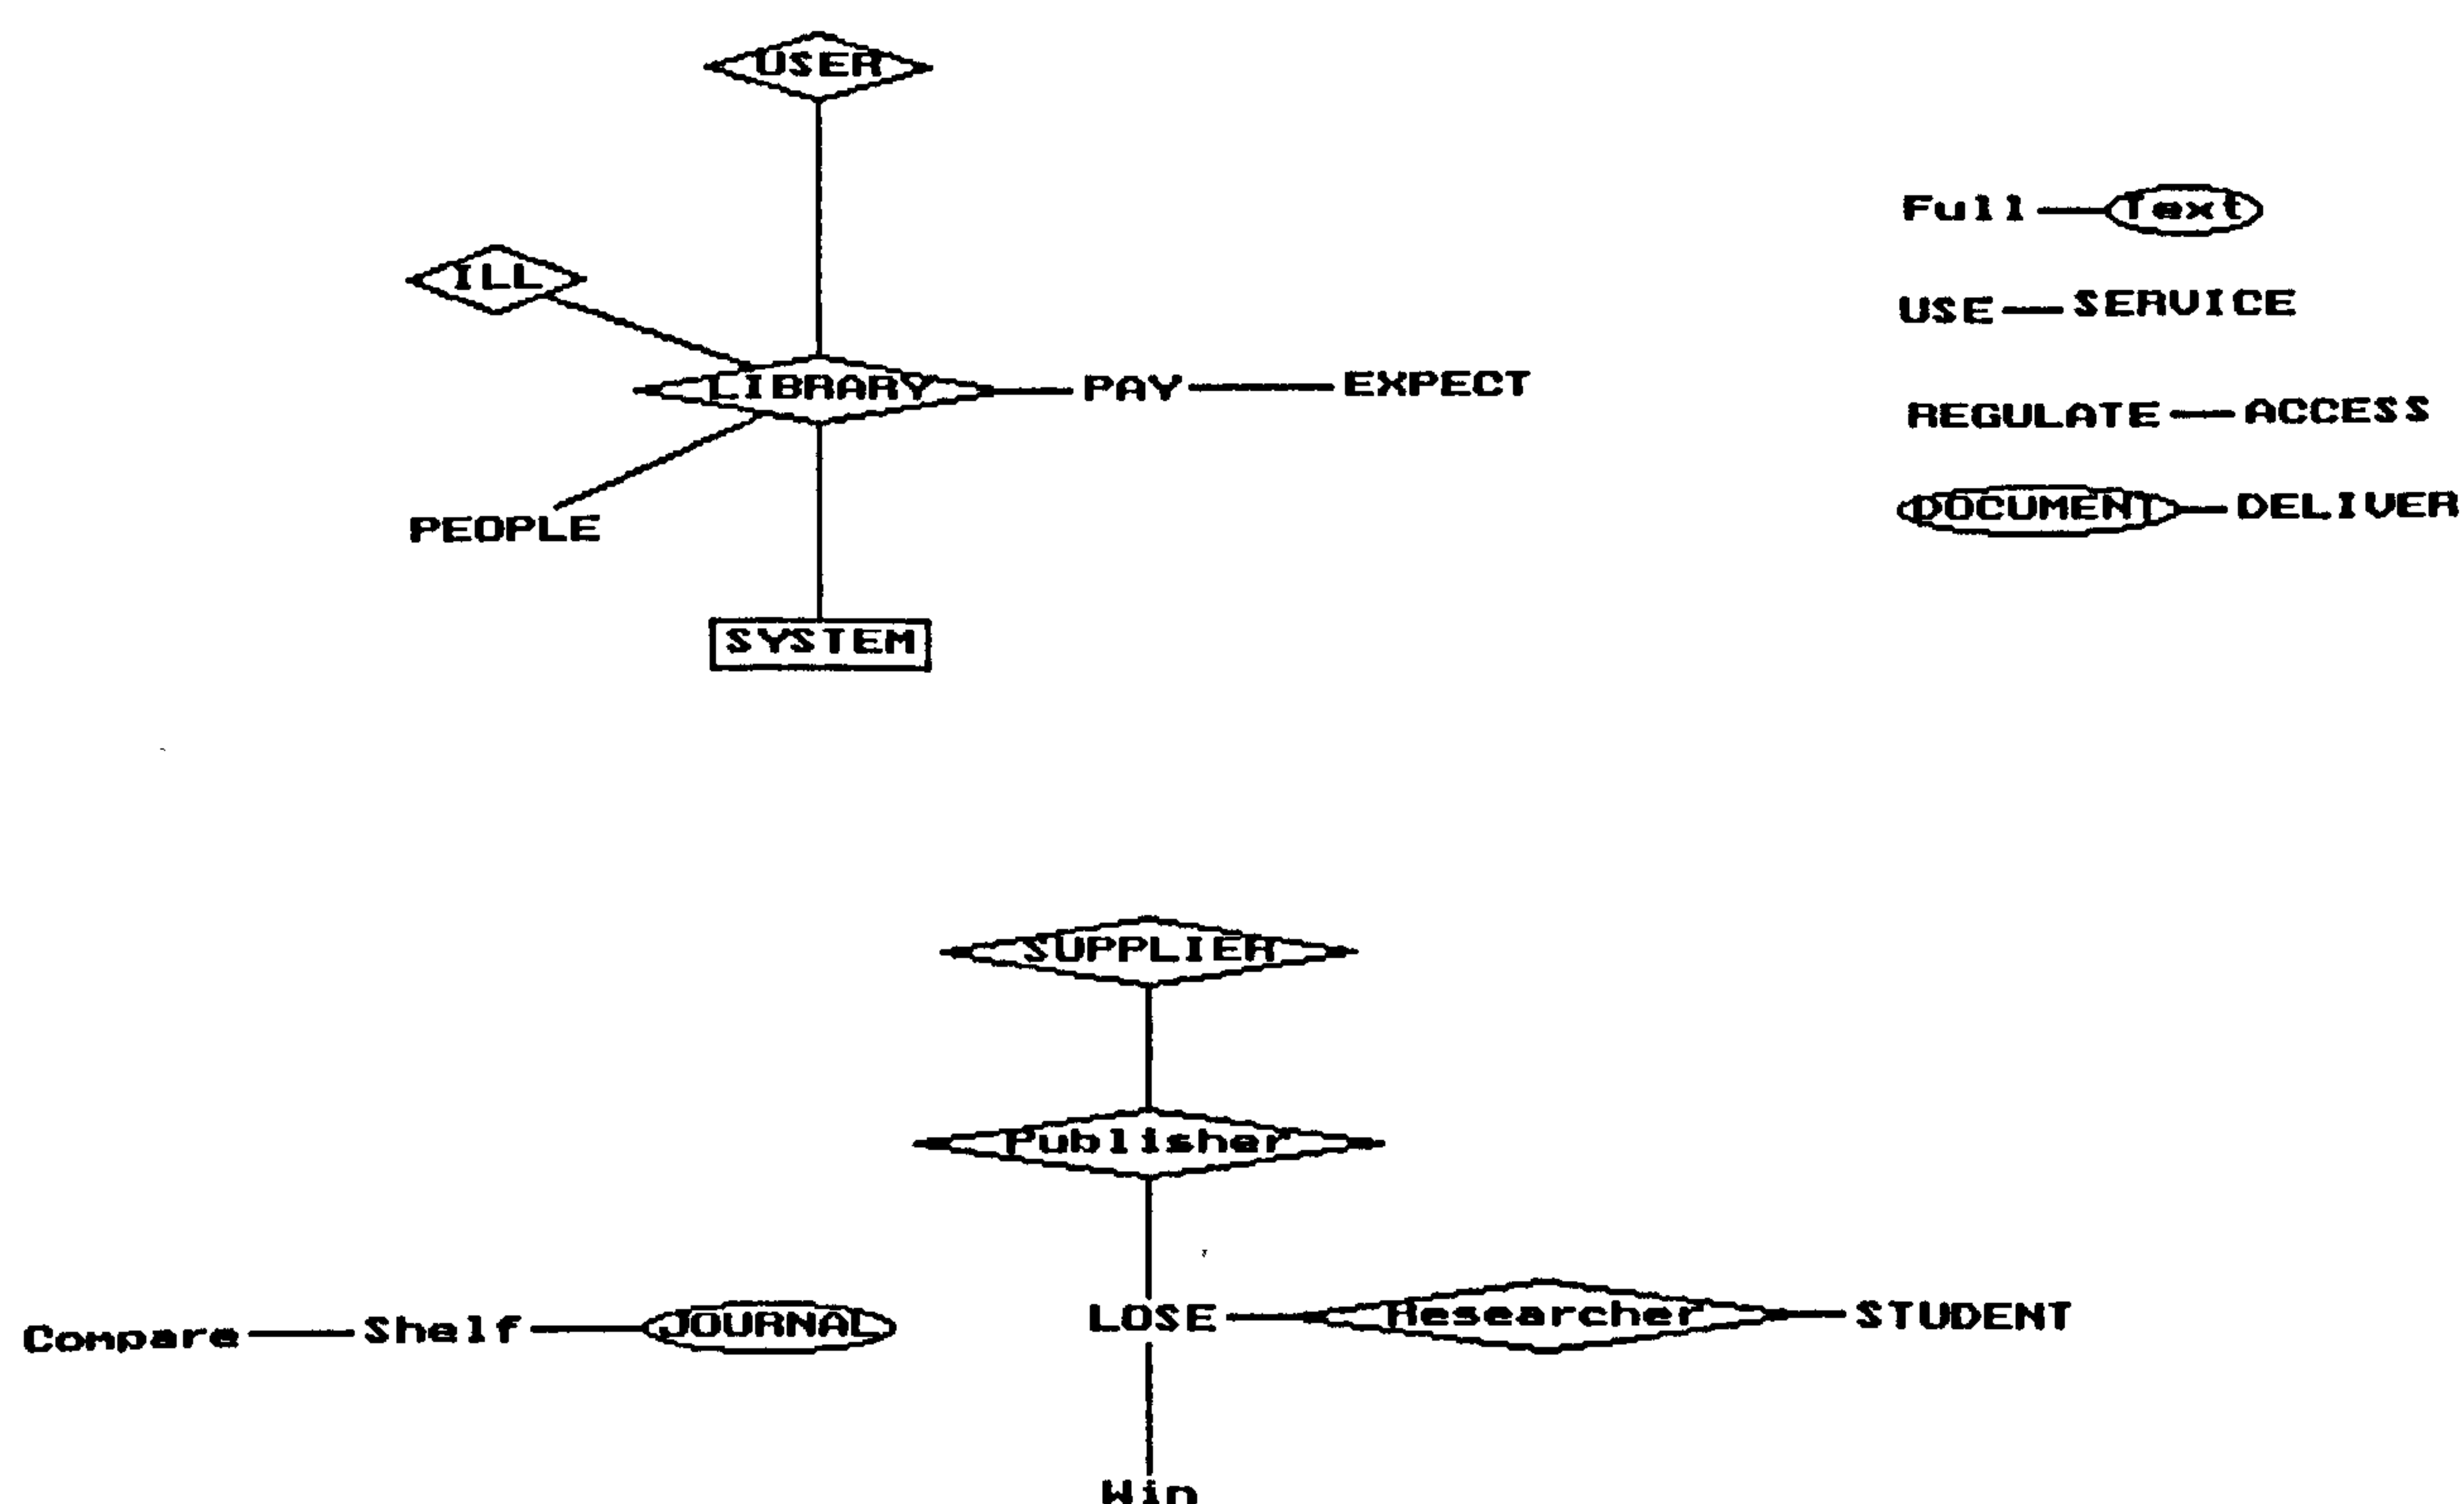 USER
ILL
LIBRARY PAY EXPECT
PEOPLE
SYSTEM
Full Text
USE SERVICE
REGULATE ACCESS
DOCUMENT DELIVER
SUPPLIER
Publisher
Compare Shelf JOURNAL LOSE Researcher STUDENT
Win